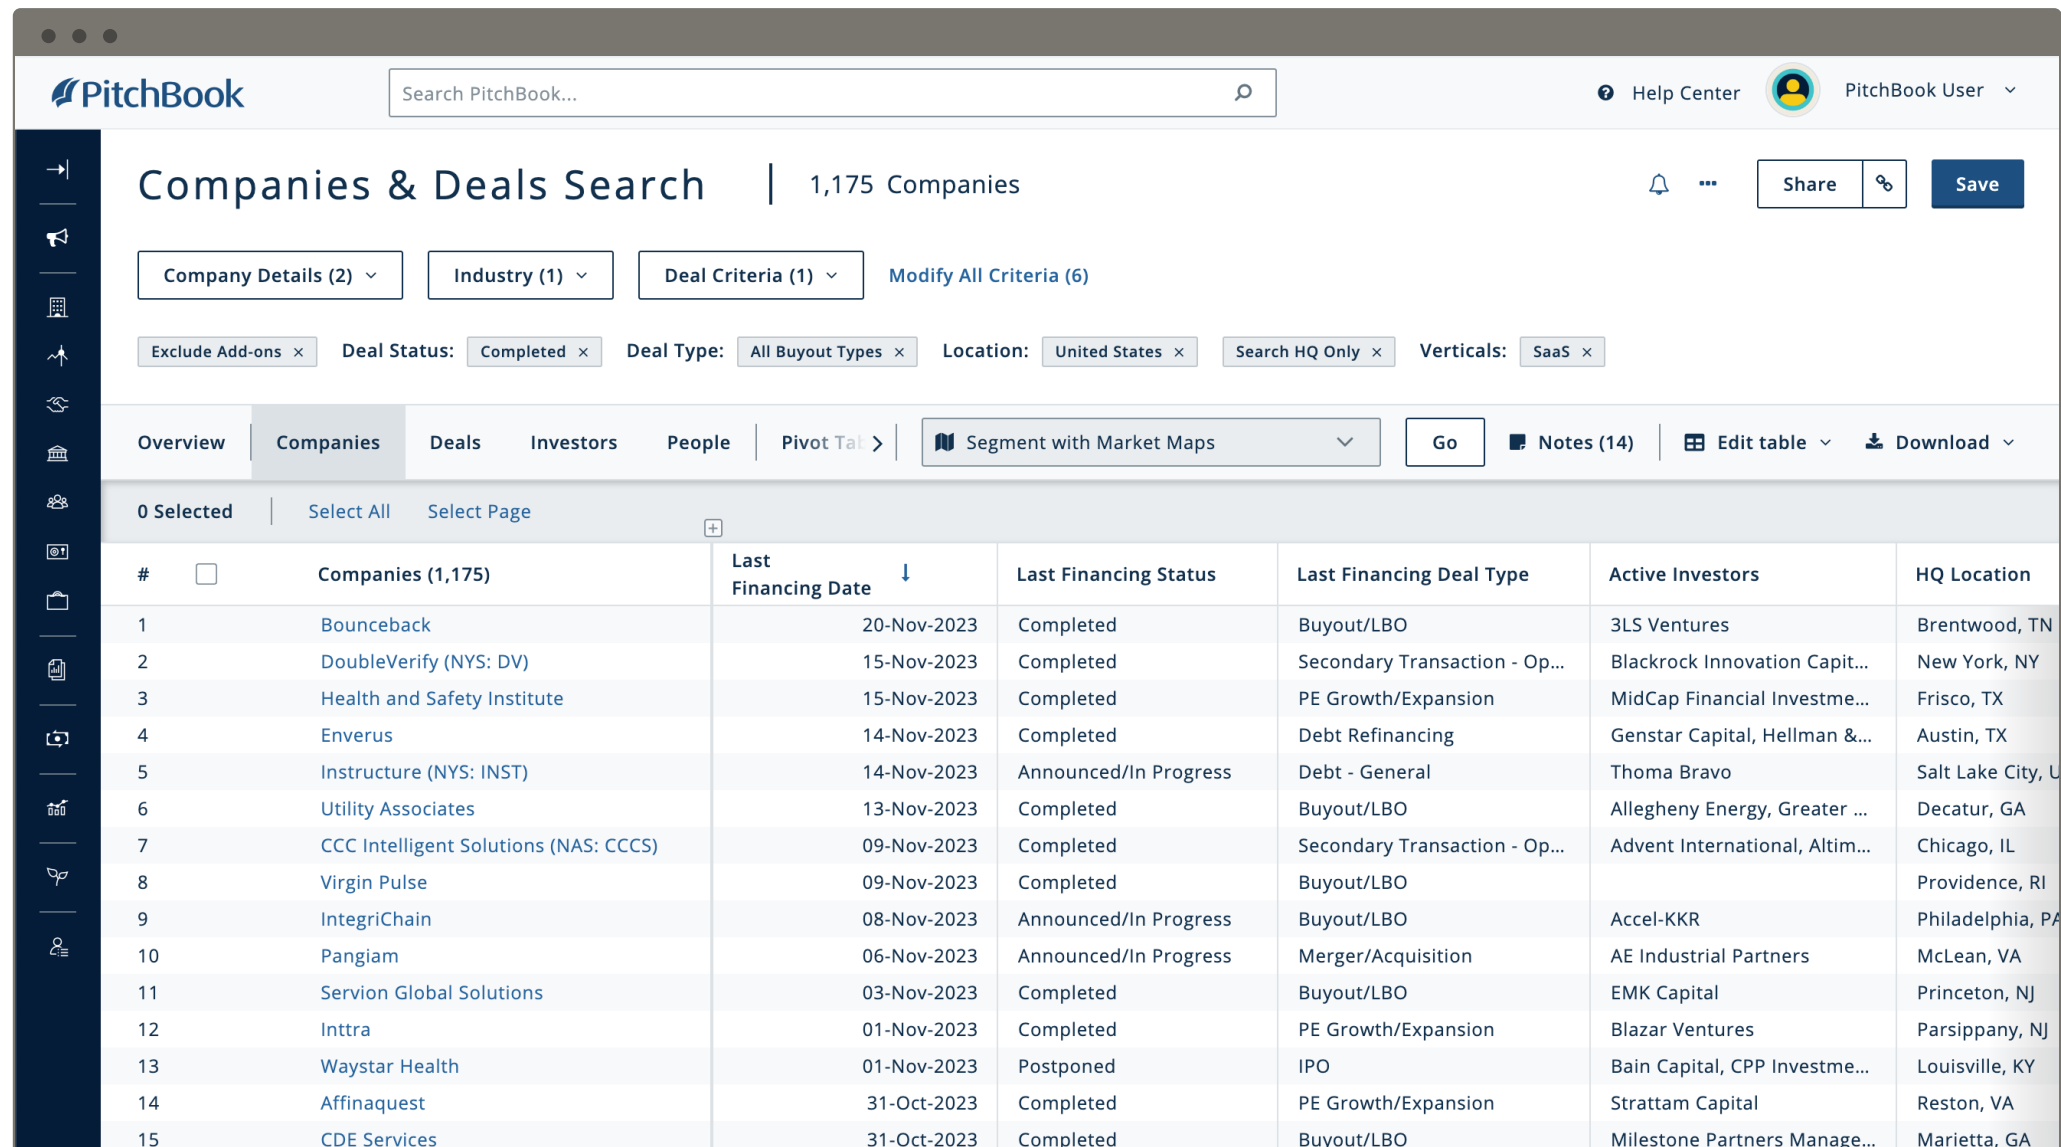 PitchBook
Search PitchBook...
Help Center
PitchBook User
Companies & Deals Search
1,175 Companies
Share
Save
Company Details (2)
Industry (1)
Deal Criteria (1)
Modify All Criteria (6)
Exclude Add-ons ×
Deal Status: Completed ×
Deal Type: All Buyout Types ×
Location: United States ×
Search HQ Only ×
Verticals: SaaS ×
Overview
Companies
Deals
Investors
People
Pivot Tab
Segment with Market Maps
Go
Notes (14)
Edit table
Download
0 Selected
Select All
Select Page
# Companies (1,175) Last Financing Date Last Financing Status Last Financing Deal Type Active Investors HQ Location
1 Bounceback 20-Nov-2023 Completed Buyout/LBO 3LS Ventures Brentwood, TN
2 DoubleVerify (NYS: DV) 15-Nov-2023 Completed Secondary Transaction - Op... Blackrock Innovation Capit... New York, NY
3 Health and Safety Institute 15-Nov-2023 Completed PE Growth/Expansion MidCap Financial Investme... Frisco, TX
4 Enverus 14-Nov-2023 Completed Debt Refinancing Genstar Capital, Hellman &... Austin, TX
5 Instructure (NYS: INST) 14-Nov-2023 Announced/In Progress Debt - General Thoma Bravo Salt Lake City, U
6 Utility Associates 13-Nov-2023 Completed Buyout/LBO Allegheny Energy, Greater ... Decatur, GA
7 CCC Intelligent Solutions (NAS: CCCS) 09-Nov-2023 Completed Secondary Transaction - Op... Advent International, Altim... Chicago, IL
8 Virgin Pulse 09-Nov-2023 Completed Buyout/LBO Providence, RI
9 IntegriChain 08-Nov-2023 Announced/In Progress Buyout/LBO Accel-KKR Philadelphia, PA
10 Pangiam 06-Nov-2023 Announced/In Progress Merger/Acquisition AE Industrial Partners McLean, VA
11 Servion Global Solutions 03-Nov-2023 Completed Buyout/LBO EMK Capital Princeton, NJ
12 Inttra 01-Nov-2023 Completed PE Growth/Expansion Blazar Ventures Parsippany, NJ
13 Waystar Health 01-Nov-2023 Postponed IPO Bain Capital, CPP Investme... Louisville, KY
14 Affinaquest 31-Oct-2023 Completed PE Growth/Expansion Strattam Capital Reston, VA
15 CDE Services 31-Oct-2023 Completed Buyout/LBO Milestone Partners Manage... Marietta, GA